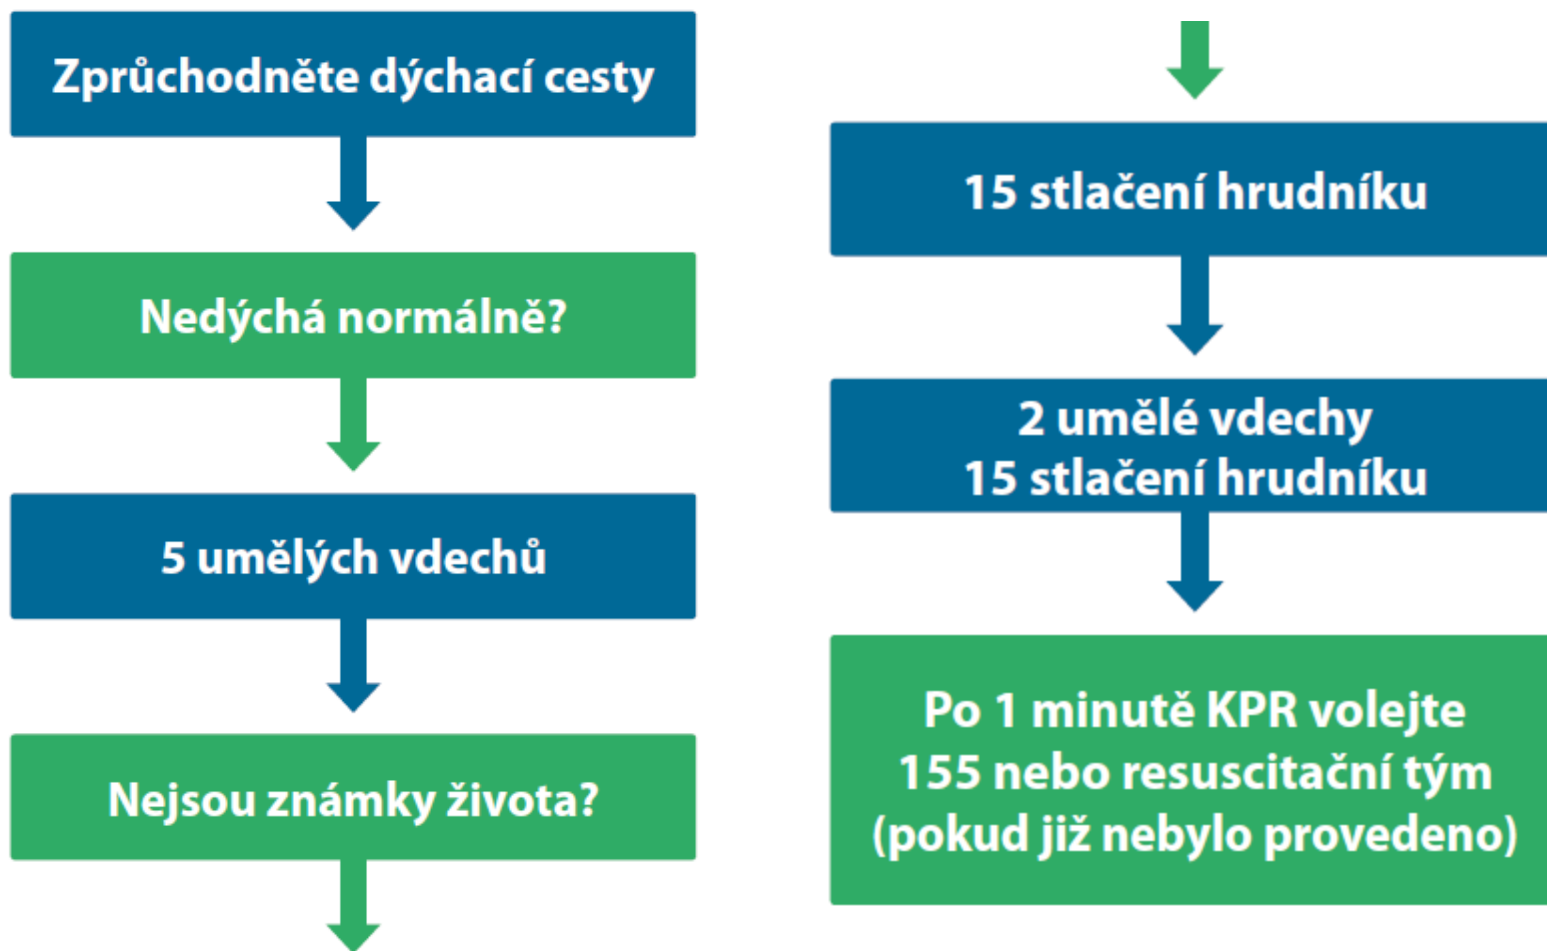 Zprůchodněte dýchací cesty
Nedýchá normálně?
5 umělých vdechů
Nejsou známky života?
15 stlačení hrudníku
2 umělé vdechy
15 stlačení hrudníku
Po 1 minutě KPR volejte
155 nebo resuscitační tým
(pokud již nebylo provedeno)